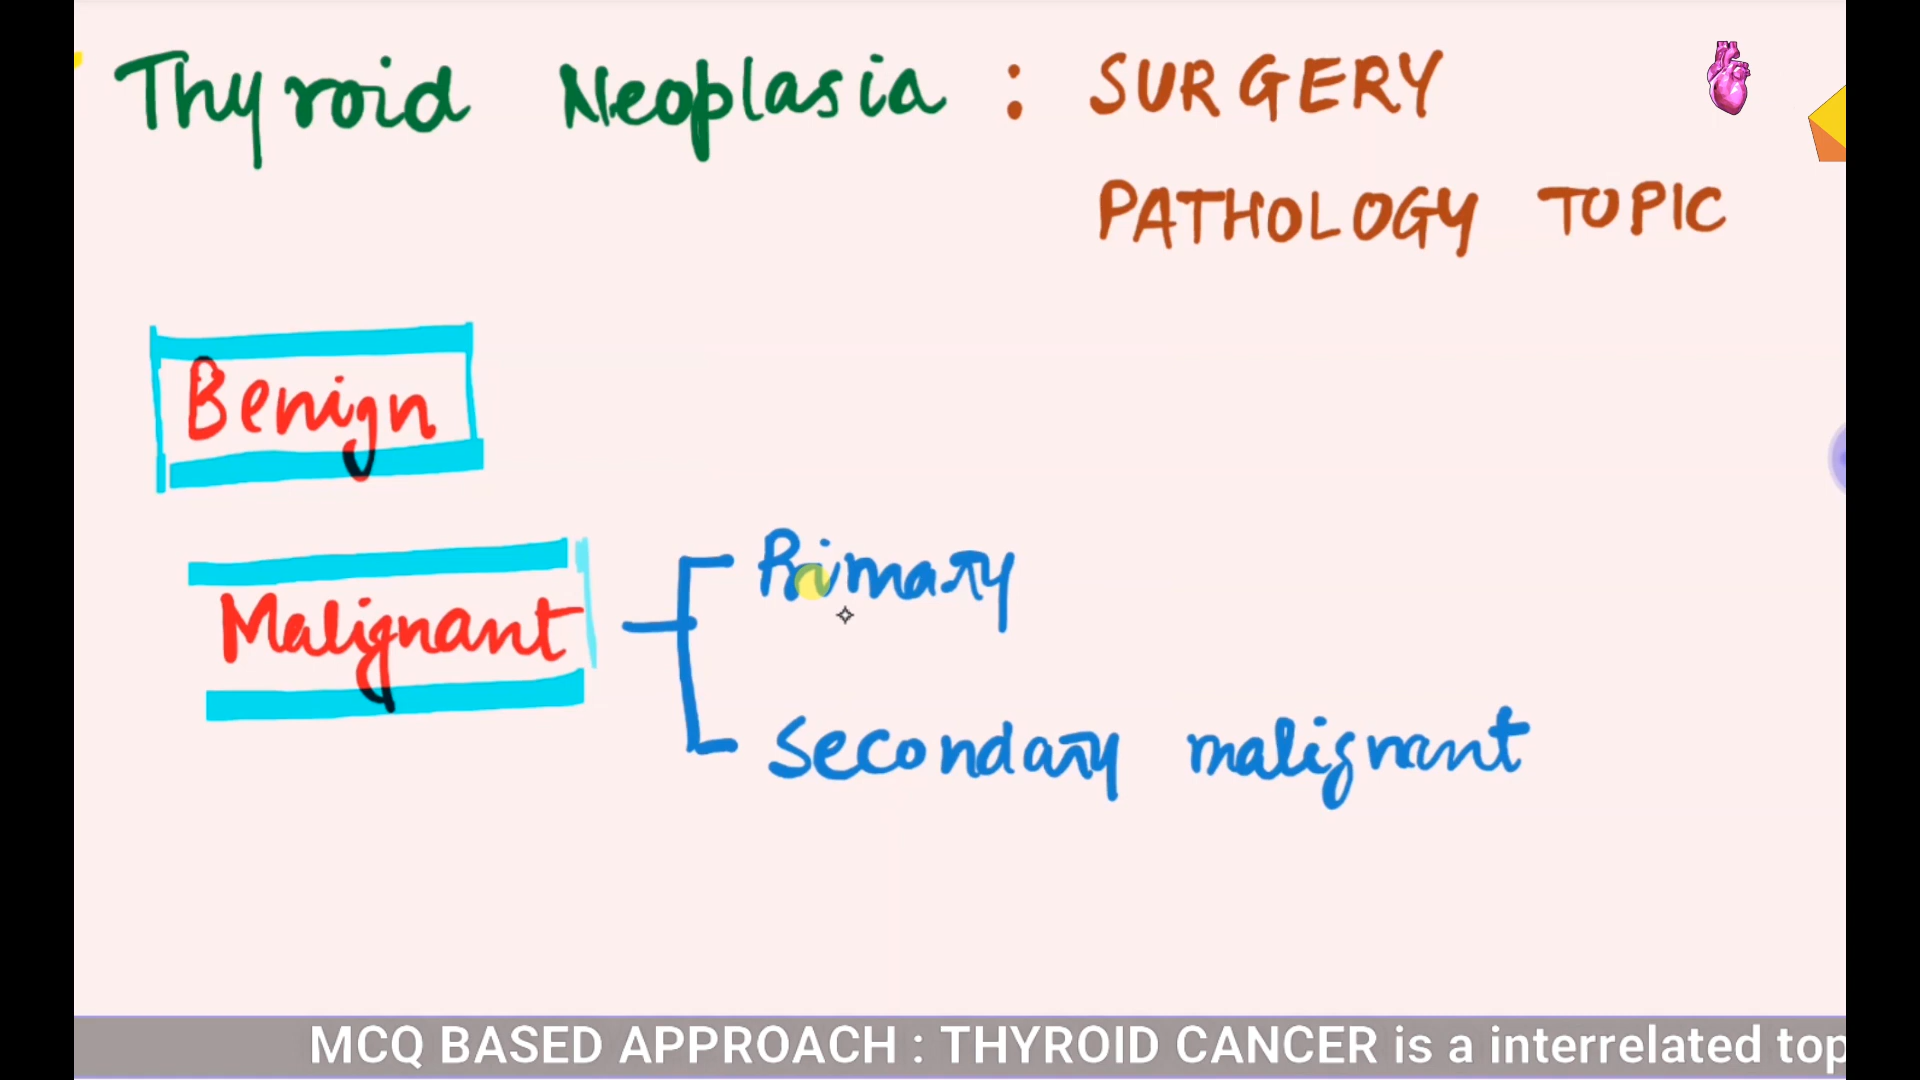 Thyroid Neoplasia : SURGERY
PATHOLOGY TOPIC
Benign
Primary
Malignant
Secondary malignant
MCQ BASED APPROACH : THYROID CANCER is a interrelated top